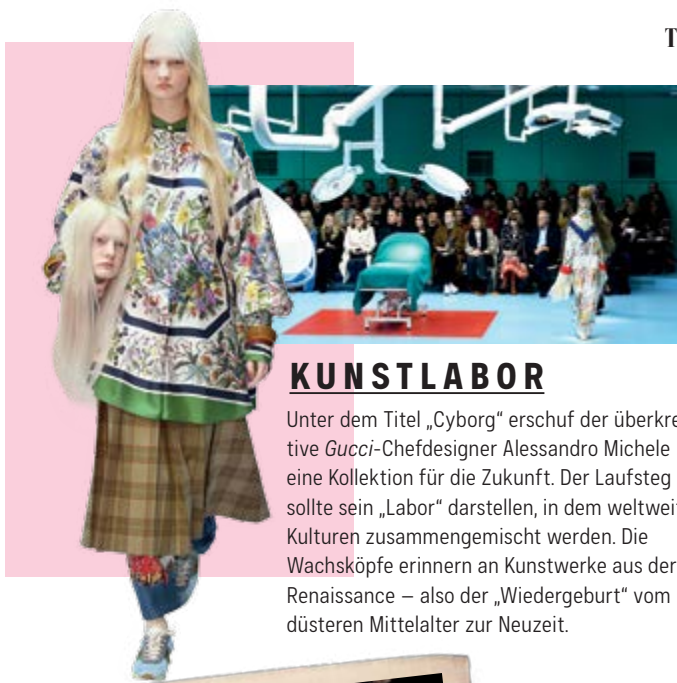 T
KUNSTLABOR
Unter dem Titel „Cyborg“ erschuf der überkre
tive Gucci-Chefdesigner Alessandro Michele
eine Kollektion für die Zukunft. Der Laufsteg
sollte sein „Labor“ darstellen, in dem weltwei
Kulturen zusammengemischt werden. Die
Wachsköpfe erinnern an Kunstwerke aus der
Renaissance – also der „Wiedergeburt“ vom
düsteren Mittelalter zur Neuzeit.